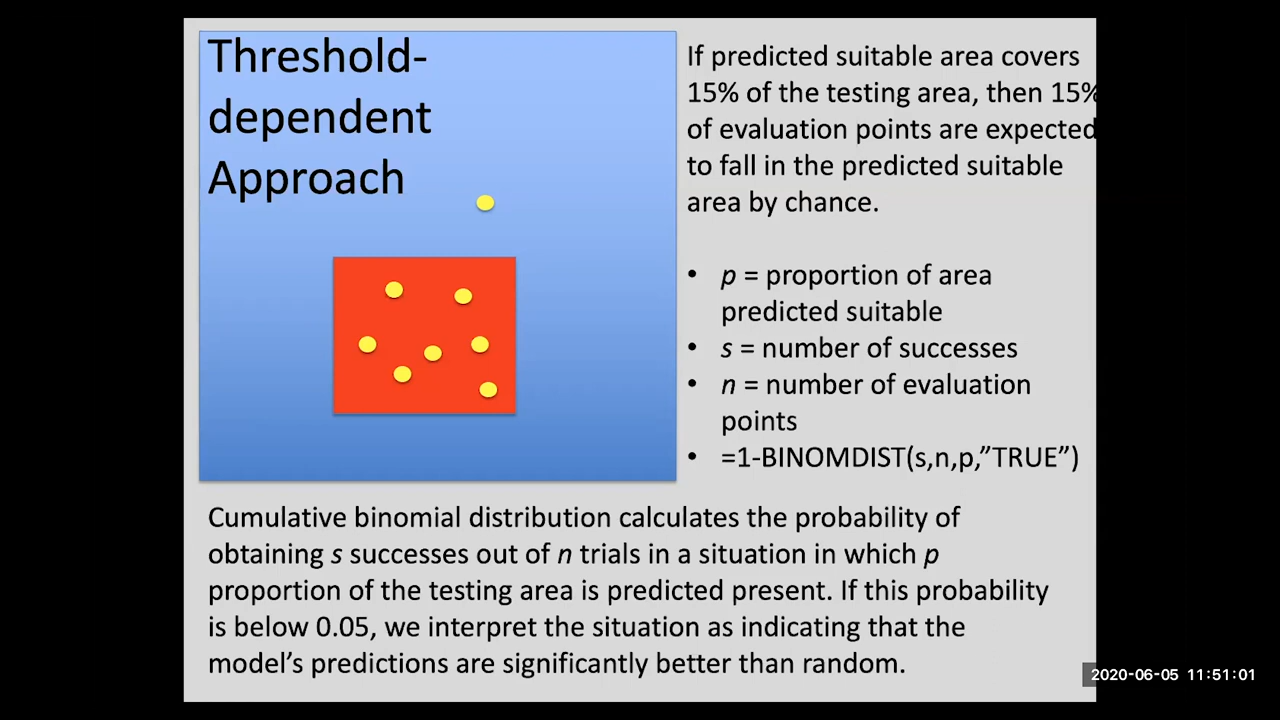 Threshold-
dependent
Approach
If predicted suitable area covers
15% of the testing area, then 15%
of evaluation points are expected
to fall in the predicted suitable
area by chance.
• p = proportion of area
predicted suitable
• s = number of successes
• n = number of evaluation
points
• =1-BINOMDIST(s,n,p,”TRUE”)
Cumulative binomial distribution calculates the probability of
obtaining s successes out of n trials in a situation in which p
proportion of the testing area is predicted present. If this probability
is below 0.05, we interpret the situation as indicating that the
model’s predictions are significantly better than random.
2020-06-05 11:51:01